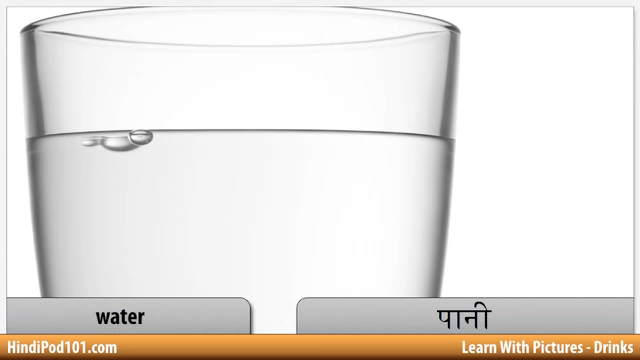 water
पानी
HindiPod101.com
Learn With Pictures - Drinks